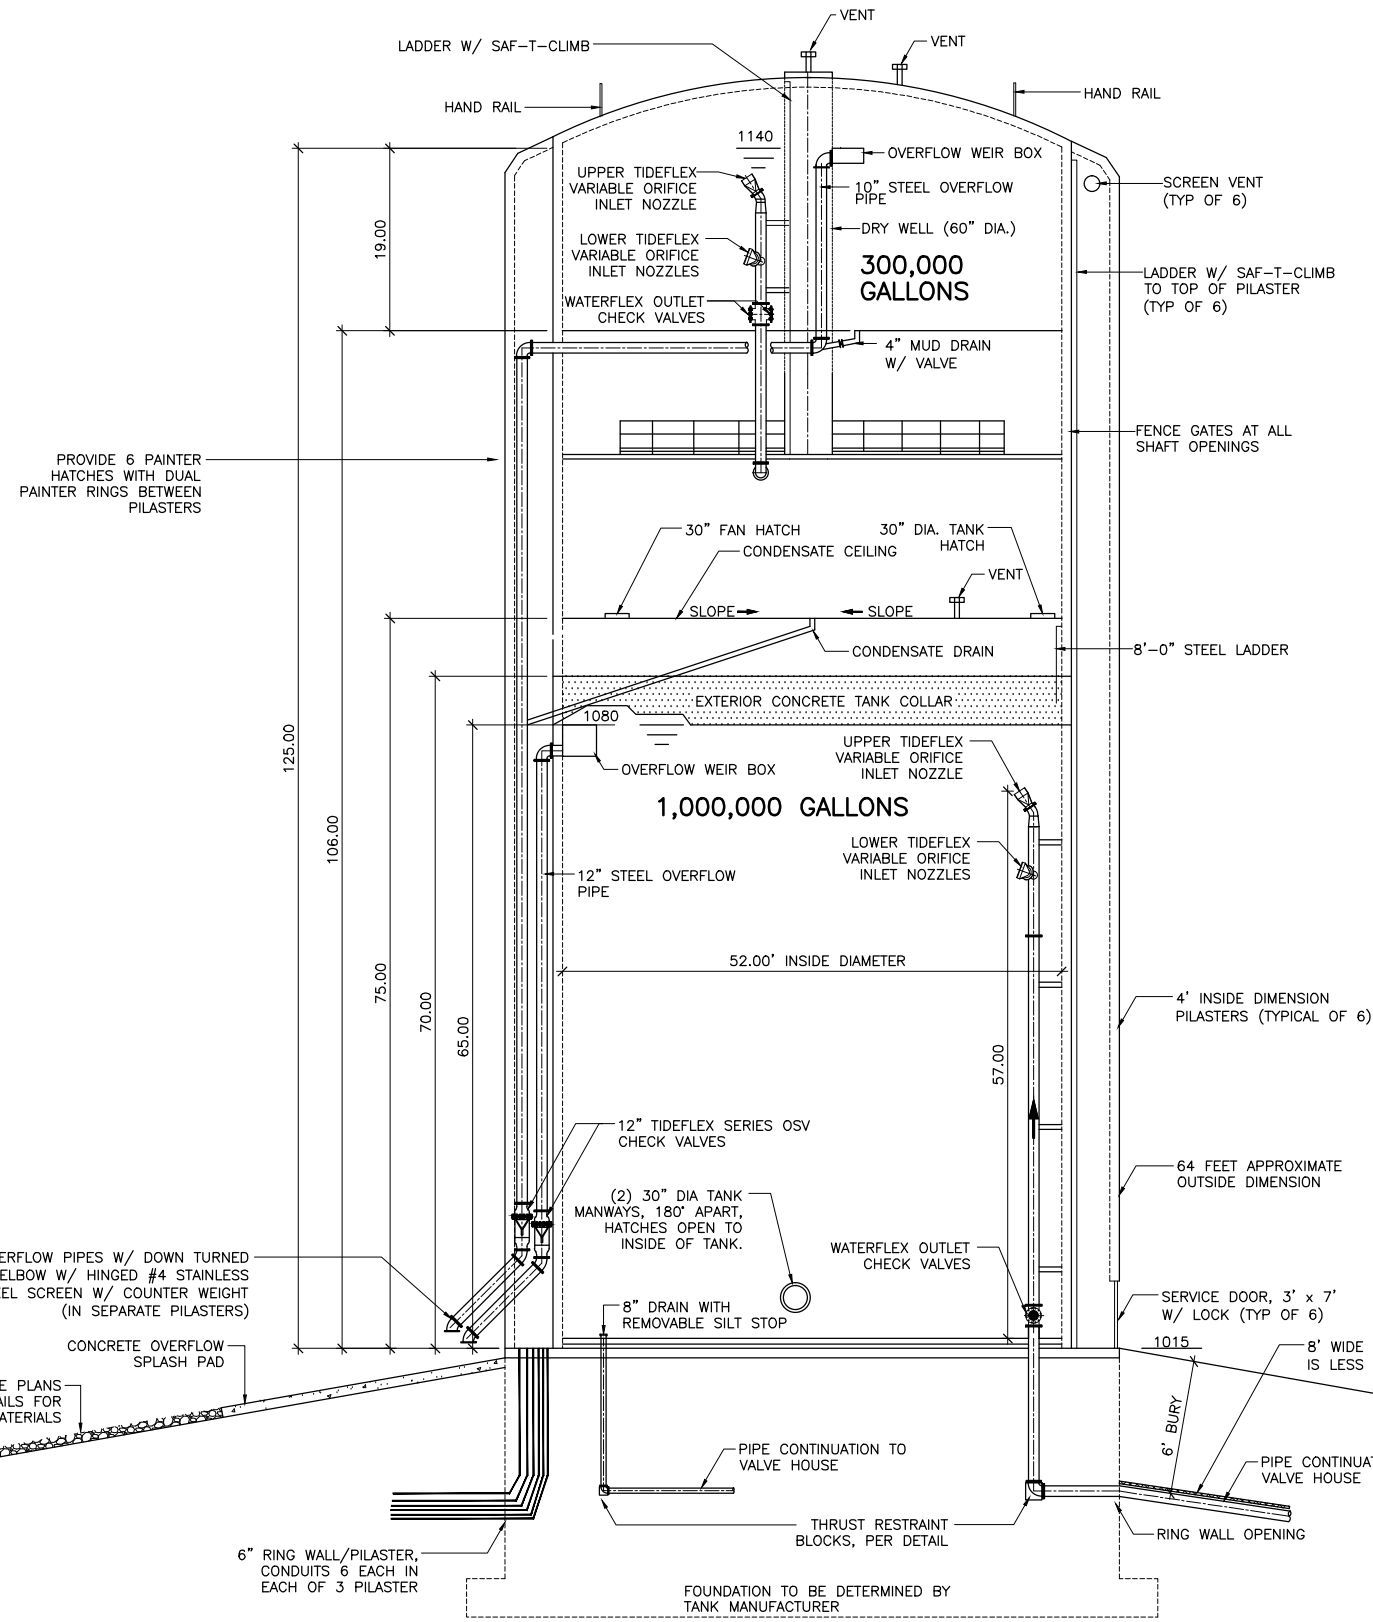 VENT
LADDER W/ SAF-T-CLIMB
VENT
HAND RAIL
HAND RAIL
1140
OVERFLOW WEIR BOX
UPPER TIDEFLEX
VARIABLE ORIFICE
INLET NOZZLE
10" STEEL OVERFLOW
PIPE
SCREEN VENT
(TYP OF 6)
19.00
DRY WELL (60" DIA.)
LOWER TIDEFLEX
VARIABLE ORIFICE
INLET NOZZLES
300,000
GALLONS
LADDER W/ SAF-T-CLIMB
TO TOP OF PILASTER
(TYP OF 6)
WATERFLEX OUTLET
CHECK VALVES
4" MUD DRAIN
W/ VALVE
FENCE GATES AT ALL
SHAFT OPENINGS
PROVIDE 6 PAINTER
HATCHES WITH DUAL
PAINTER RINGS BETWEEN
PILASTERS
30" FAN HATCH
30" DIA. TANK
HATCH
CONDENSATE CEILING
VENT
SLOPE
SLOPE
CONDENSATE DRAIN
8'-0" STEEL LADDER
EXTERIOR CONCRETE TANK COLLAR
1080
125.00
UPPER TIDEFLEX
VARIABLE ORIFICE
INLET NOZZLE
OVERFLOW WEIR BOX
1,000,000 GALLONS
106.00
LOWER TIDEFLEX
VARIABLE ORIFICE
INLET NOZZLES
12" STEEL OVERFLOW
PIPE
52.00' INSIDE DIAMETER
75.00
70.00
65.00
57.00
4' INSIDE DIMENSION
PILASTERS (TYPICAL OF 6)
12" TIDEFLEX SERIES OSV
CHECK VALVES
64 FEET APPROXIMATE
OUTSIDE DIMENSION
(2) 30" DIA TANK
MANWAYS, 180° APART,
HATCHES OPEN TO
INSIDE OF TANK.
ERFLOW PIPES W/ DOWN TURNED
ELBOW W/ HINGED #4 STAINLESS
EEL SCREEN W/ COUNTER WEIGHT
(IN SEPARATE PILASTERS)
WATERFLEX OUTLET
CHECK VALVES
8" DRAIN WITH
REMOVABLE SILT STOP
SERVICE DOOR, 3' x 7'
W/ LOCK (TYP OF 6)
CONCRETE OVERFLOW
SPLASH PAD
1015
8' WIDE
IS LESS
E PLANS
AILS FOR
ATERIALS
6' BURY
PIPE CONTINUATION TO
VALVE HOUSE
PIPE CONTINUAT
VALVE HOUSE
THRUST RESTRAINT
BLOCKS, PER DETAIL
RING WALL OPENING
6" RING WALL/PILASTER,
CONDUITS 6 EACH IN
EACH OF 3 PILASTER
FOUNDATION TO BE DETERMINED BY
TANK MANUFACTURER